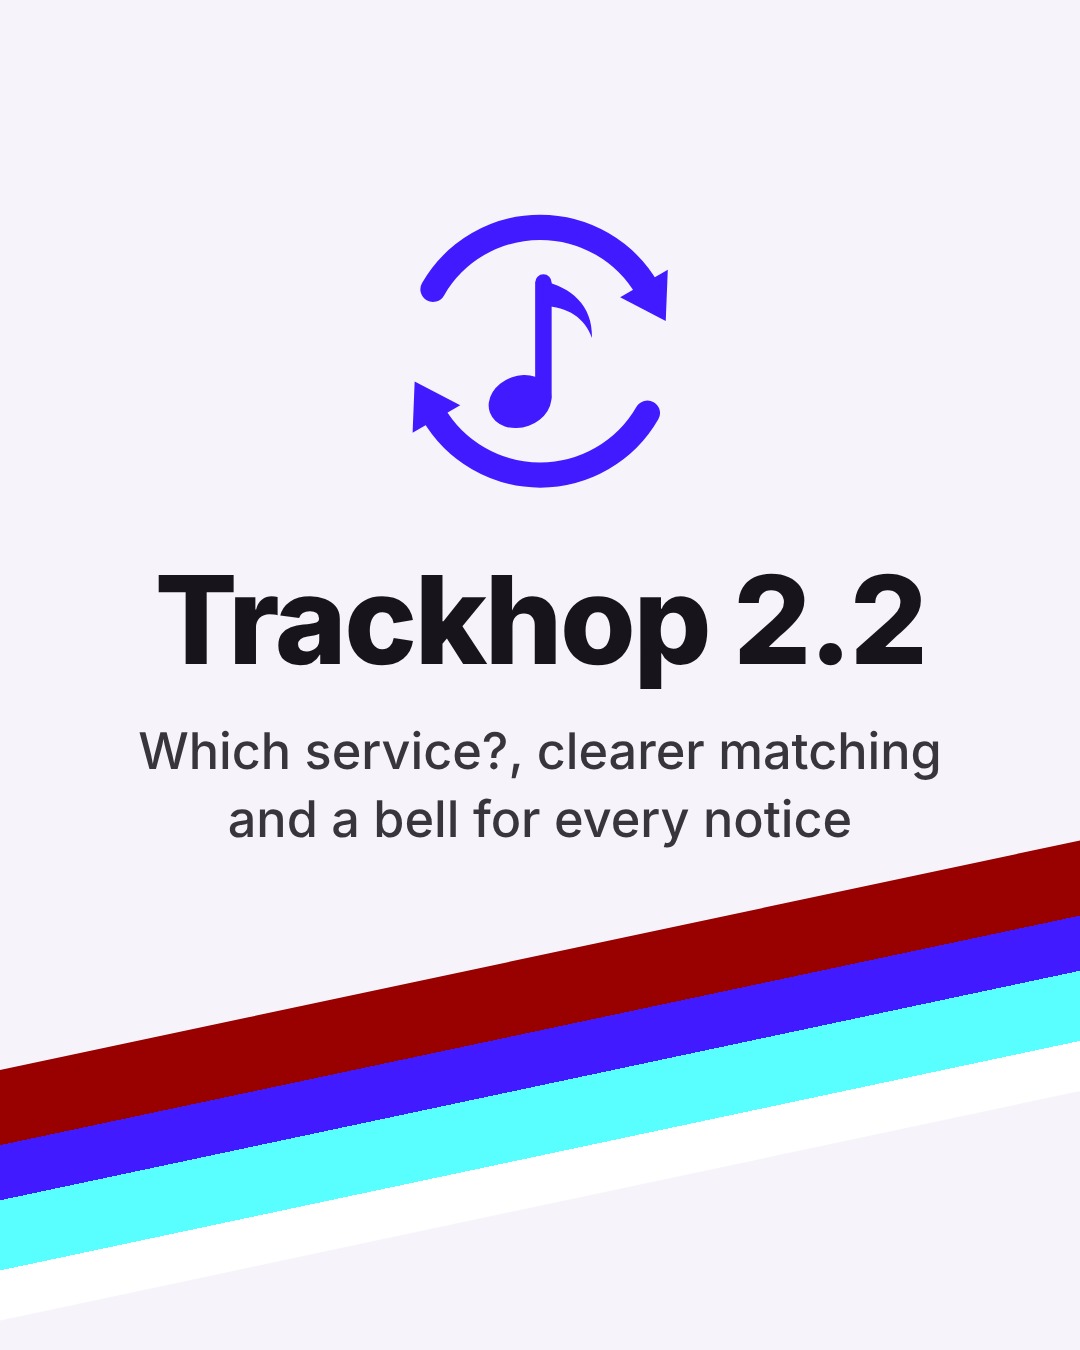 Trackhop 2.2
Which service?, clearer matching
and a bell for every notice